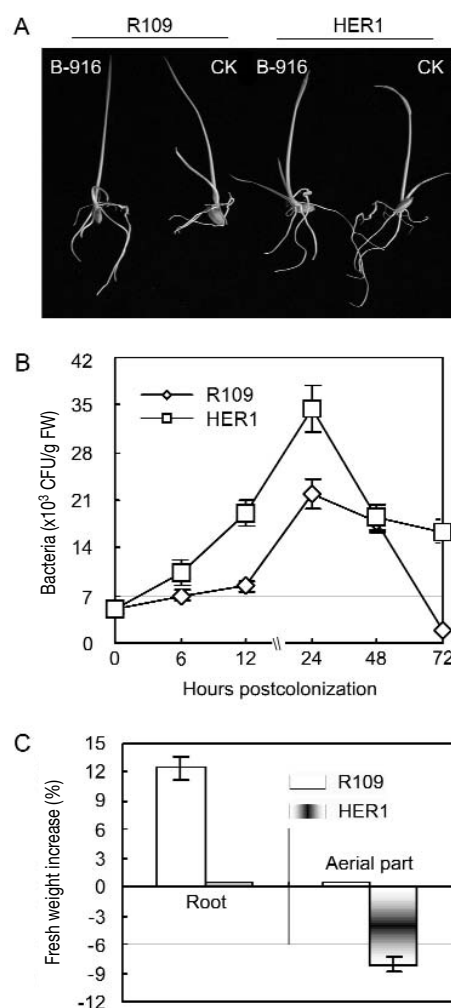 A
R109 HER1
B-916 CK B-916 CK
B
42
35
21
14
7
0
Bacteria (x10³ CFU/g FW)
R109
HER1
0 6 12 24 48 72
Hours postcolonization
C
15
12
9
6
3
0
-3
-6
-9
-12
Fresh weight increase (%)
R109
HER1
Root
Aerial part